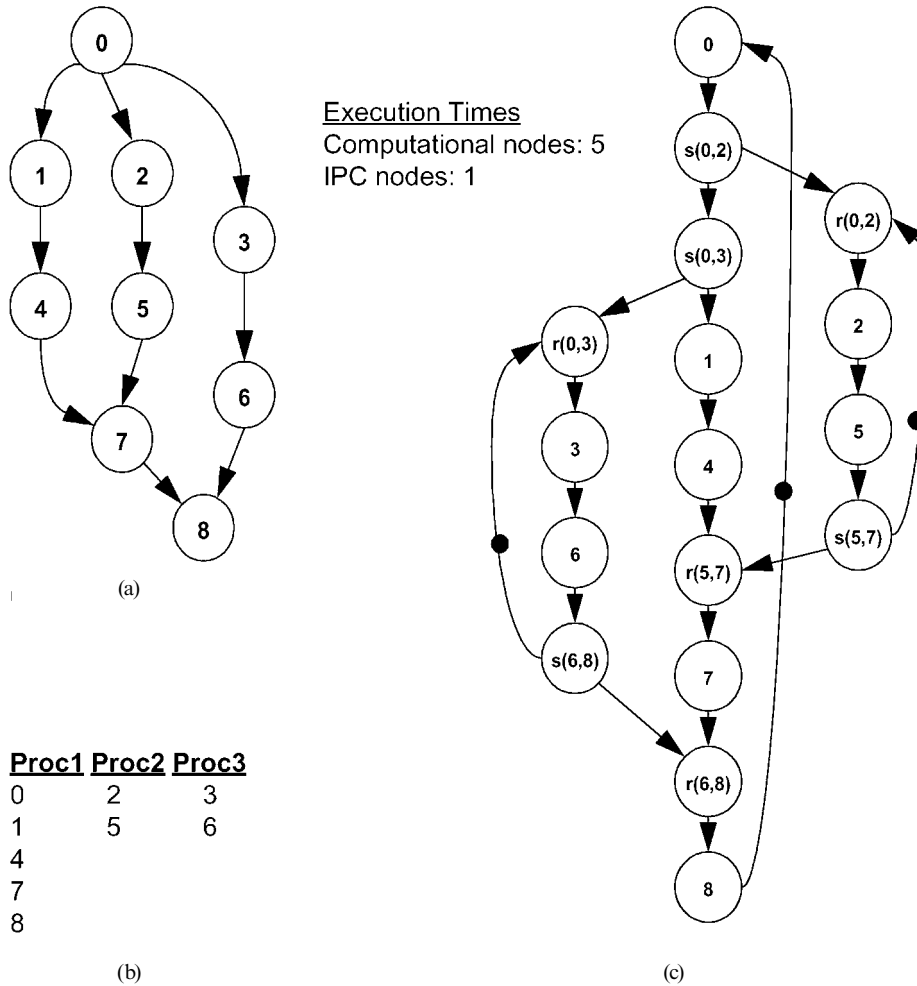 0
1
2
3
4
5
6
7
8
(a)
Execution Times
Computational nodes: 5
IPC nodes: 1
Proc1 Proc2 Proc3
0 2 3
1 5 6
4
7
8
(b)
0
s(0,2)
r(0,2)
s(0,3)
r(0,3)
1
2
3
4
5
6
r(5,7)
s(5,7)
s(6,8)
7
r(6,8)
8
(c)